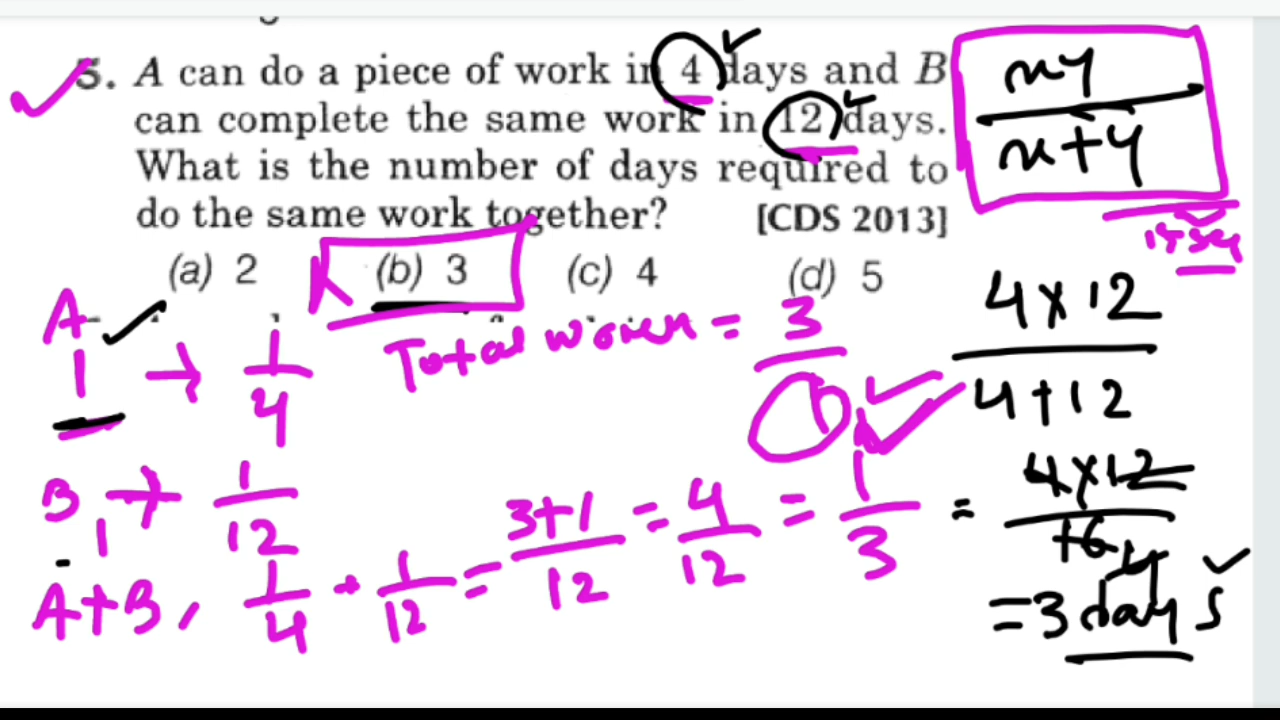 5. A can do a piece of work in 4 days and B
can complete the same work in 12 days.
What is the number of days required to
do the same work together? [CDS 2013]
(a) 2 (b) 3 (c) 4 (d) 5
xy
x+y
A
1 → 1/4
Total work = 3/1
B
1 → 1/12
A+B, 1/4 + 1/12 = 3+1/12 = 4/12 = 1/3
4×12
4+12
= 4×12
16
4
=3 days